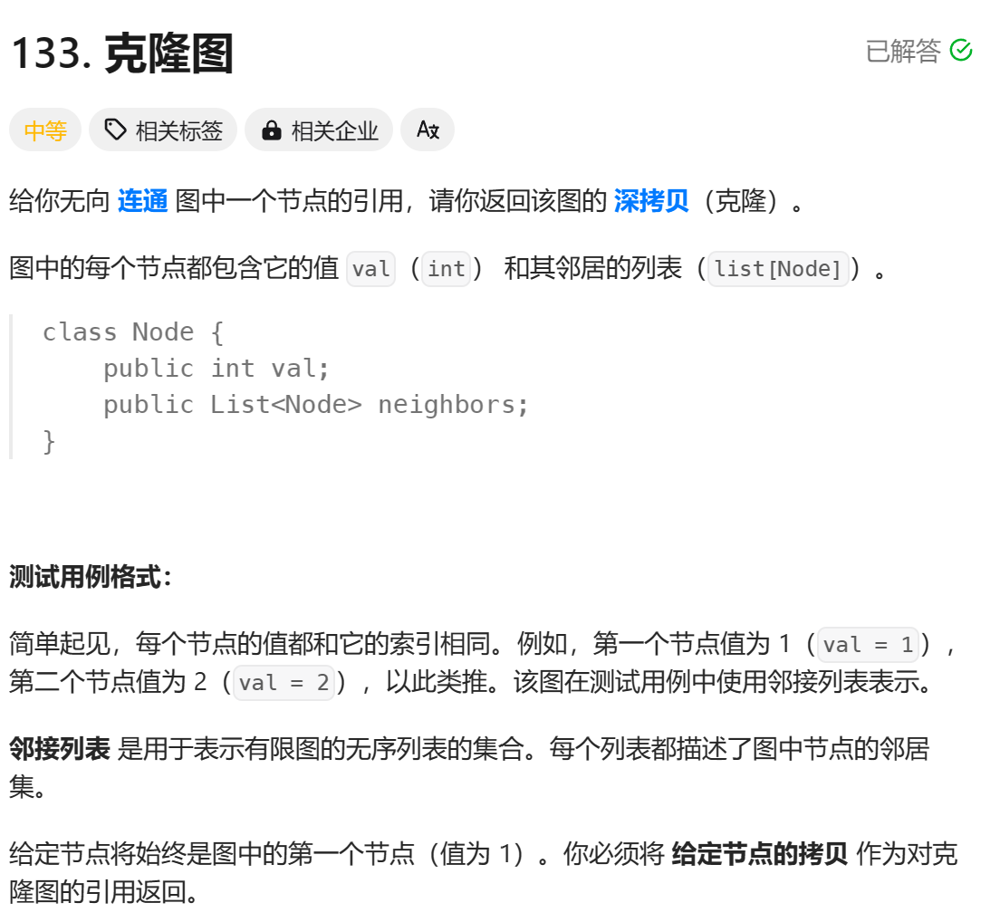 133. 克隆图
已解答
中等
相关标签
相关企业
给你无向 连通 图中一个节点的引用，请你返回该图的 深拷贝（克隆）。
图中的每个节点都包含它的值 val（int） 和其邻居的列表（list[Node]）。
class Node {
    public int val;
    public List<Node> neighbors;
}
测试用例格式：
简单起见，每个节点的值都和它的索引相同。例如，第一个节点值为 1（val = 1），
第二个节点值为 2（val = 2），以此类推。该图在测试用例中使用邻接列表表示。
邻接列表 是用于表示有限图的无序列表的集合。每个列表都描述了图中节点的邻居
集。
给定节点将始终是图中的第一个节点（值为 1）。你必须将 给定节点的拷贝 作为对克
隆图的引用返回。